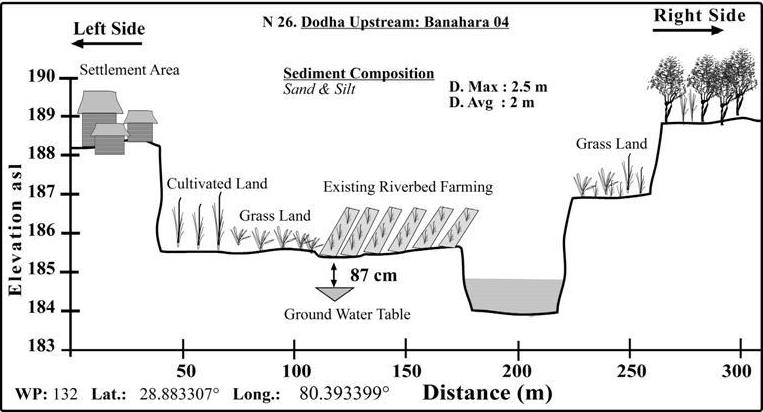 N 26. Dodha Upstream: Banahara 04
Left Side
Right Side
Settlement Area
Sediment Composition
Sand & Silt
D. Max : 2.5 m
D. Avg : 2 m
Grass Land
Cultivated Land
Grass Land
Existing Riverbed Farming
87 cm
Ground Water Table
Elevation asl
190
189
188
187
186
185
184
183
50
100
150
200
250
300
Distance (m)
WP: 132 Lat.: 28.883307° Long.: 80.393399°